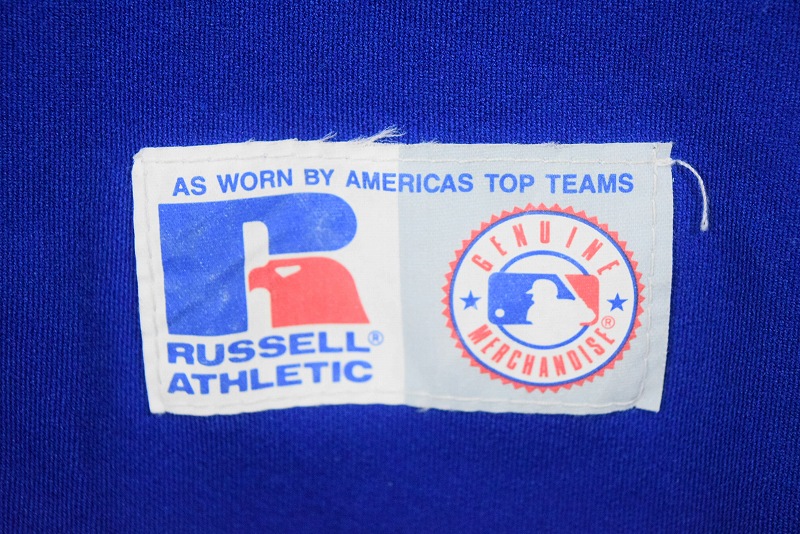 AS WORN BY AMERICAS TOP TEAMS
RUSSELL®
ATHLETIC
GENUINE
MERCHANDISE®